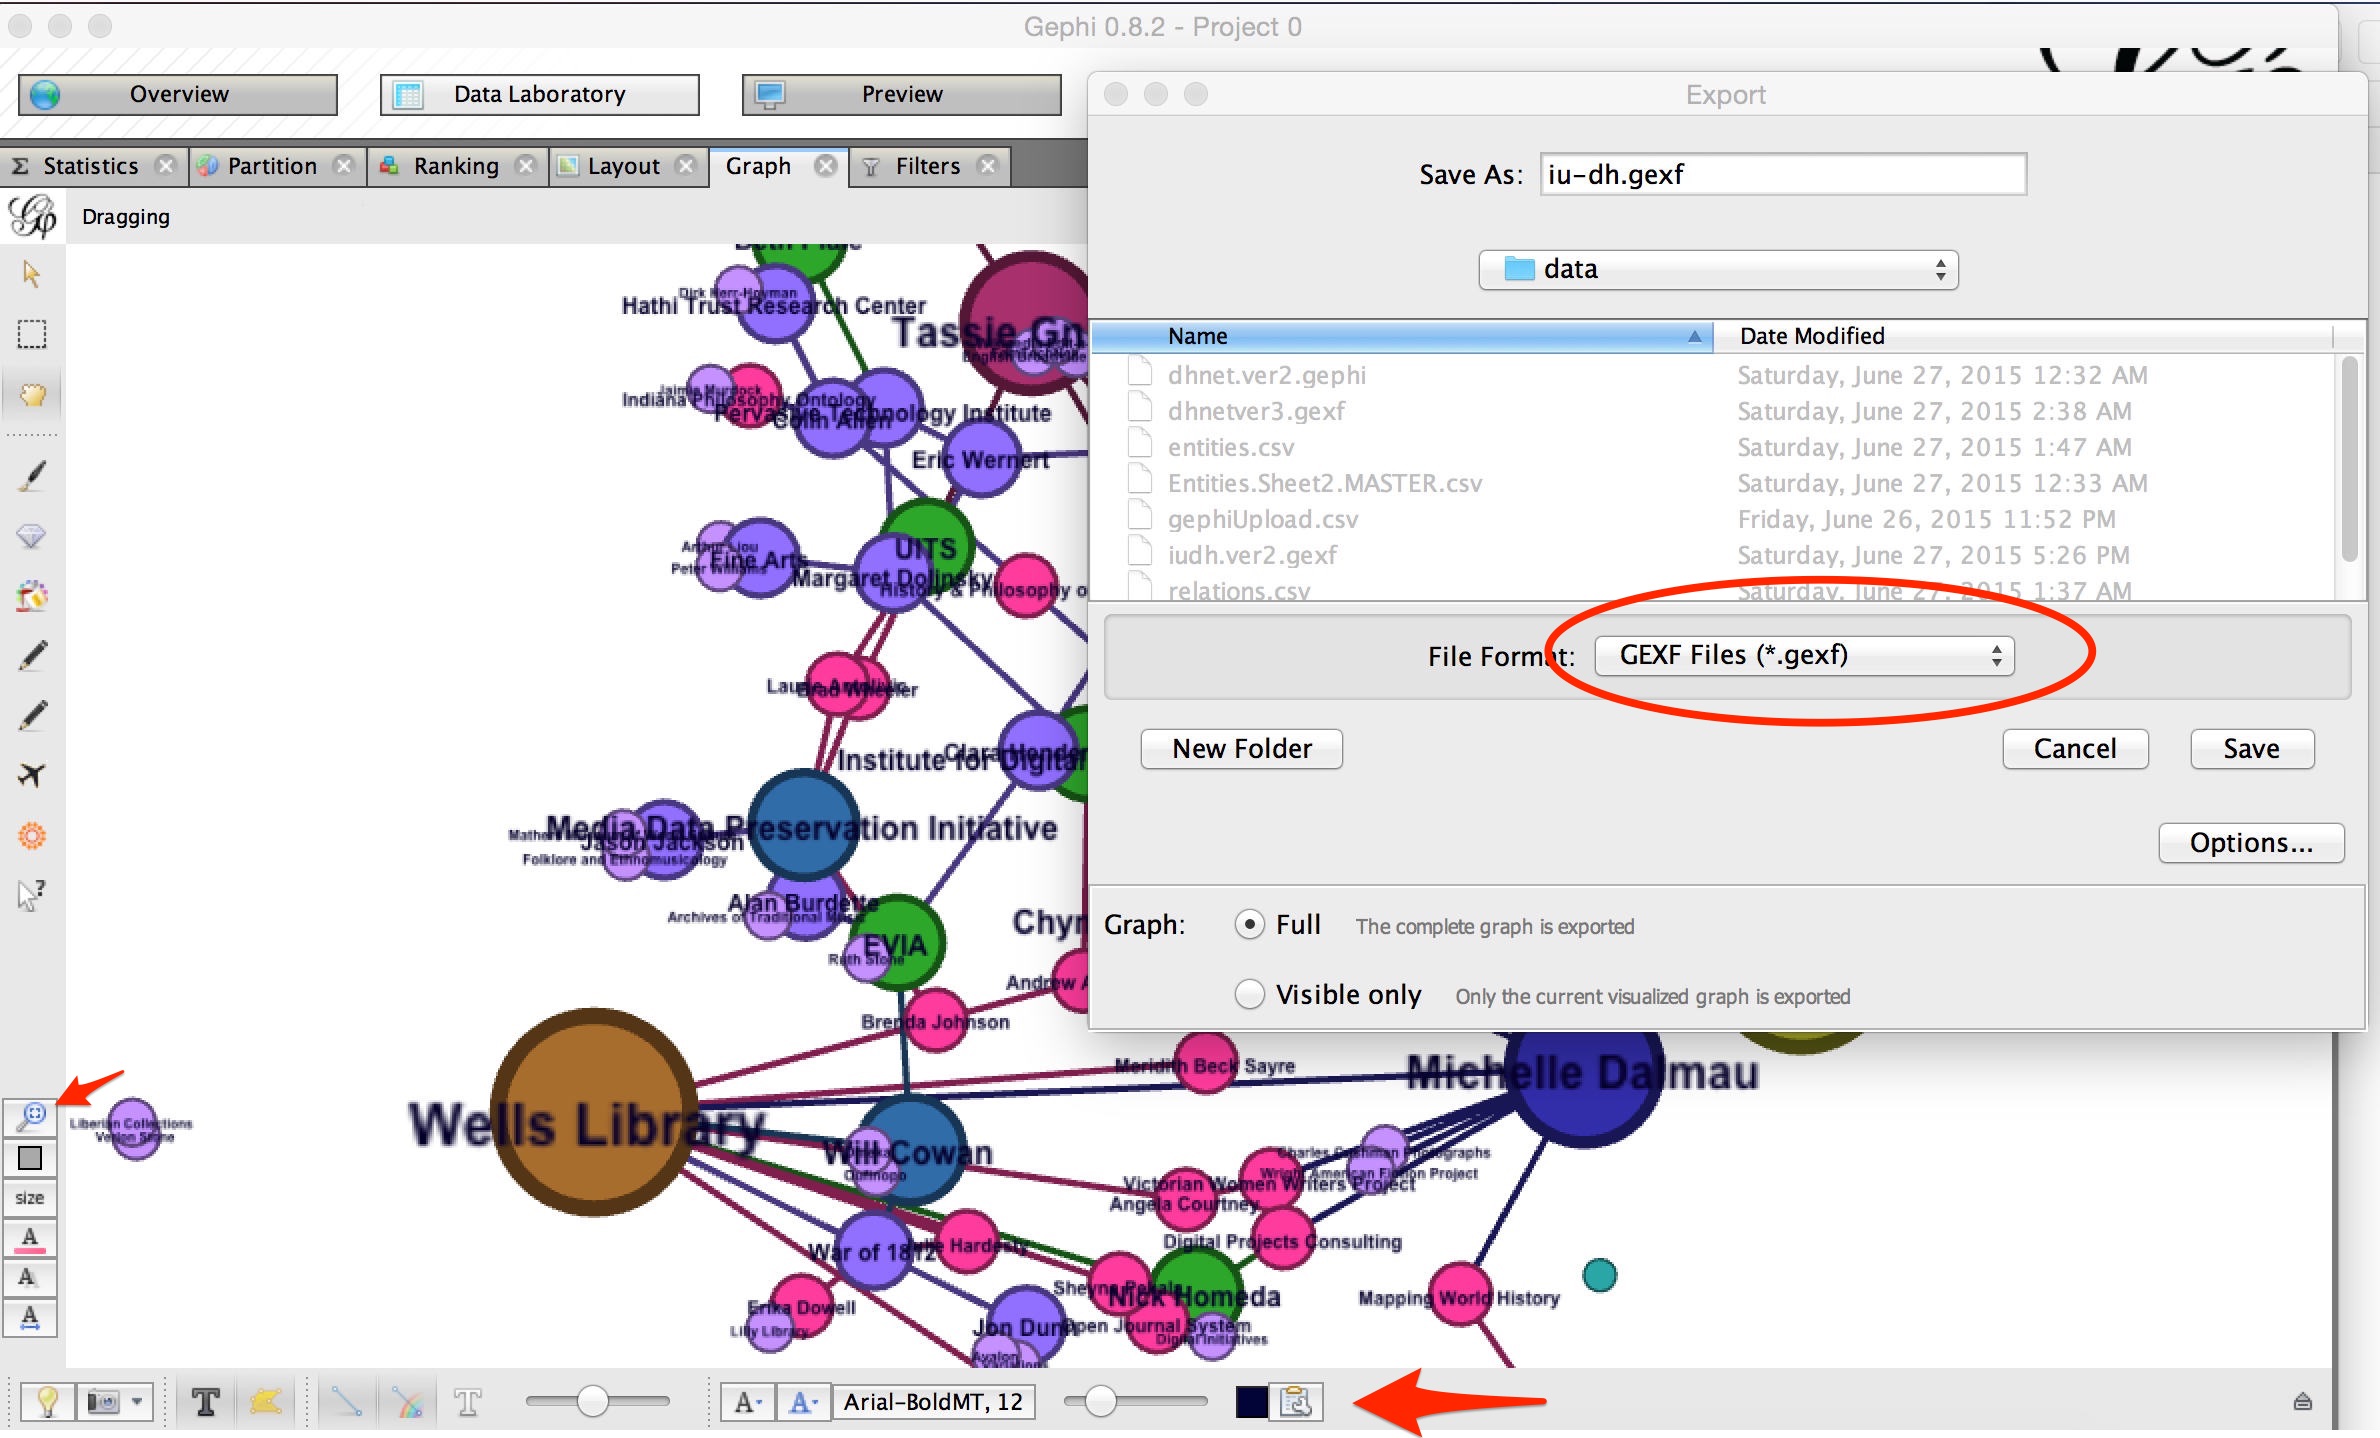 Gephi 0.8.2 - Project 0
Overview
Data Laboratory
Preview
Statistics
Partition
Ranking
Layout
Graph
Filters
Dragging
Export
Save As:
iu-dh.gexf
data
Name
Date Modified
dhnet.ver2.gephi
Saturday, June 27, 2015 12:32 AM
dhnetver3.gexf
Saturday, June 27, 2015 2:38 AM
entities.csv
Saturday, June 27, 2015 1:47 AM
Entities.Sheet2.MASTER.csv
Saturday, June 27, 2015 12:33 AM
gephiUpload.csv
Friday, June 26, 2015 11:52 PM
iudh.ver2.gexf
Saturday, June 27, 2015 5:26 PM
relations.csv
Saturday, June 27, 2015 1:37 AM
File Format:
GEXF Files (*.gexf)
New Folder
Cancel
Save
Options...
Graph:
Full
The complete graph is exported
Visible only
Only the current visualized graph is exported
Hathi Trust Research Center
Tassie Gn
Indiana Philosophy Ontology
Pervasive Technology Institute
Colin Allen
Eric Wernert
UITS
Arthur Liou
Fine Arts
Peter Williams
Margaret Dolinsky
History & Philosophy o
Brad Wheeler
Institute for Digital
Media Data Preservation Initiative
Jason Jackson
Folklore and Ethnomusicology
Alan Burdette
Archives of Traditional Music
Chyn
EVIA
Ruth Stone
Andrew A
Brenda Johnson
Meridith Beck Sayre
Michelle Dalmau
Liberian Collections
Verlon Stone
Wells Library
Will Cowan
Charles Cushman Photographs
Wright American Fiction Project
Victorian Women Writers Project
Angela Courtney
War of 1812
Hardesty
Digital Projects Consulting
Nick Homeda
Mapping World History
Erika Dowell
Lilly Library
Jon Dunn
Open Journal System
Digital Initiatives
Avalon
size
A
A
A
T
T
A
A
Arial-BoldMT, 12